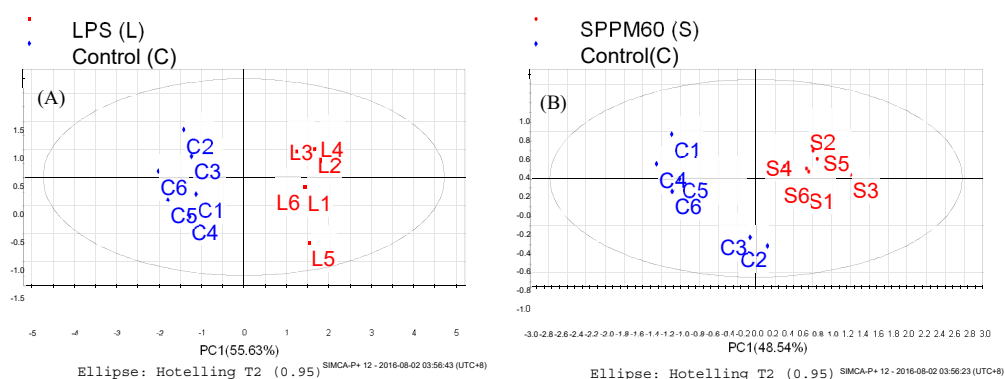 LPS (L)
Control (C)
(A)
1.5
1.0
0.5
0.0
-0.5
-1.0
-1.5
C2
C3
C6
C5
C1
C4
L3
L4
L2
L6
L1
L5
-5 -4 -3 -2 -1 0 1 2 3 4 5
PC1(55.63%)
Ellipse: Hotelling T2 (0.95)
SIMCA-P+ 12 - 2016-08-02 03:56:43 (UTC+8)
SPPM60 (S)
Control(C)
(B)
0.8
0.6
0.4
0.2
0.0
-0.2
-0.4
0.6
-0.8
-1.0
C1
C4
C5
C6
C3
C2
S2
S4
S5
S3
S6
S1
-3.0 -2.8 -2.6 -2.4 -2.2 -2.0 -1.8 -1.6 -1.4 -1.2 -1.0 -0.8 -0.6 -0.4 -0.2 0.0 0.2 0.4 0.6 0.8 1.0 1.2 1.4 1.6 1.8 2.0 2.2 2.4 2.6 2.8 3.0
PC1(48.54%)
Ellipse: Hotelling T2 (0.95)
SIMCA-P+ 12 - 2016-08-02 03:56:23 (UTC+8)